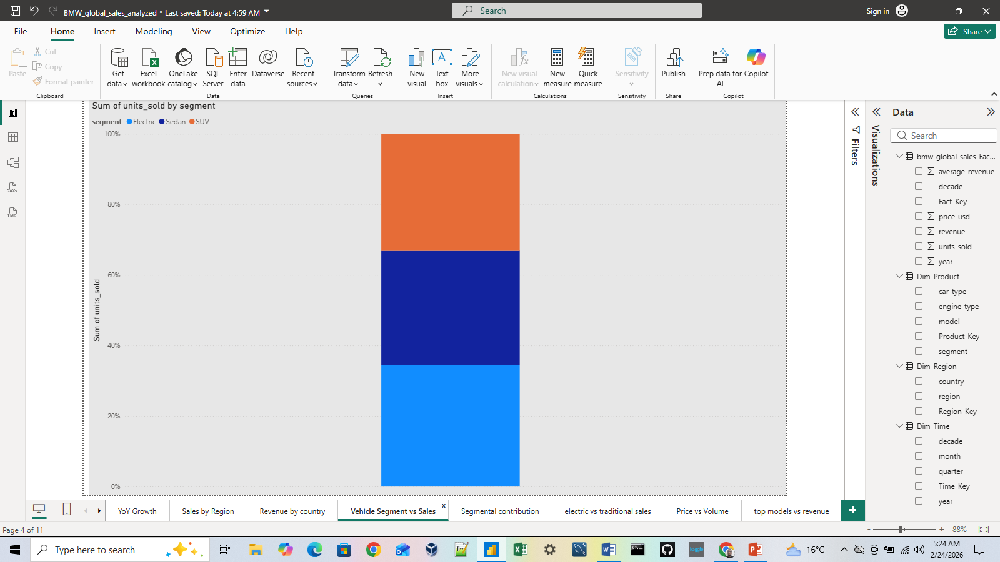 BMW_global_sales_analyzed • Last saved: Today at 4:59 AM
Search
Sign in
File Home Insert Modeling View Optimize Help
Share
Paste
Cut
Copy
Format painter
Clipboard
Get data
Excel workbook
OneLake catalog
SQL Server
Enter data
Dataverse
Recent sources
Data
Transform data
Refresh
Queries
New visual
Text box
More visuals
Insert
New visual calculation
New measure
Quick measure
Calculations
Sensitivity
Sensitivity
Publish
Share
Prep data for AI
Copilot
Copilot
DAX
TMDL
Sum of units_sold by segment
segment Electric Sedan SUV
100%
80%
60%
40%
20%
0%
Sum of units_sold
Filters
Visualizations
Data
Search
bmw_global_sales_Fac...
average_revenue
decade
Fact_Key
price_usd
revenue
units_sold
year
Dim_Product
car_type
engine_type
model
Product_Key
segment
Dim_Region
country
region
Region_Key
Dim_Time
decade
month
quarter
Time_Key
year
YoY Growth
Sales by Region
Revenue by country
Vehicle Segment vs Sales
x
Segmental contribution
electric vs traditional sales
Price vs Volume
top models vs revenue
+
Page 4 of 11
- + 88%
Type here to search
kaggle
16°C
5:24 AM
2/24/2026